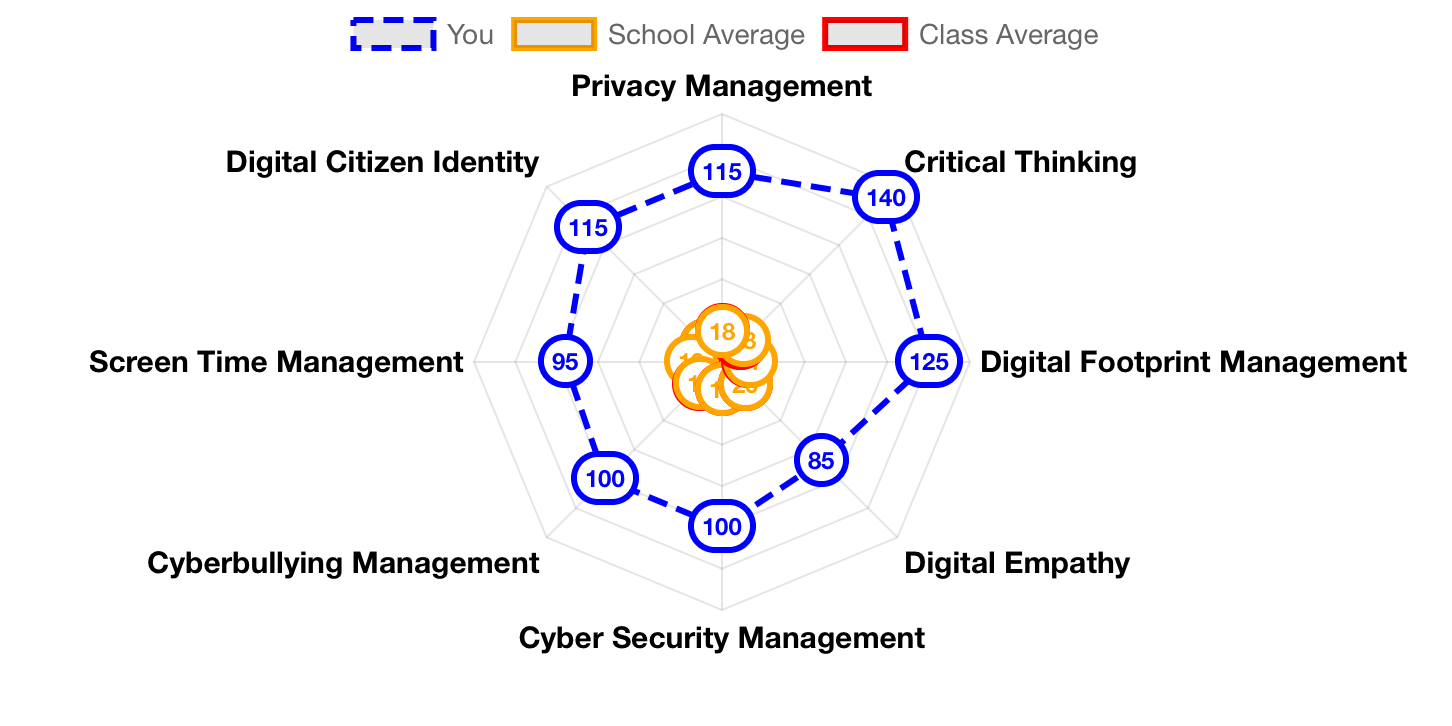 You School Average Class Average
Privacy Management
Digital Citizen Identity
Critical Thinking
115
140
115
18
Screen Time Management
95
125
Digital Footprint Management
85
100
100
Cyberbullying Management
Digital Empathy
Cyber Security Management